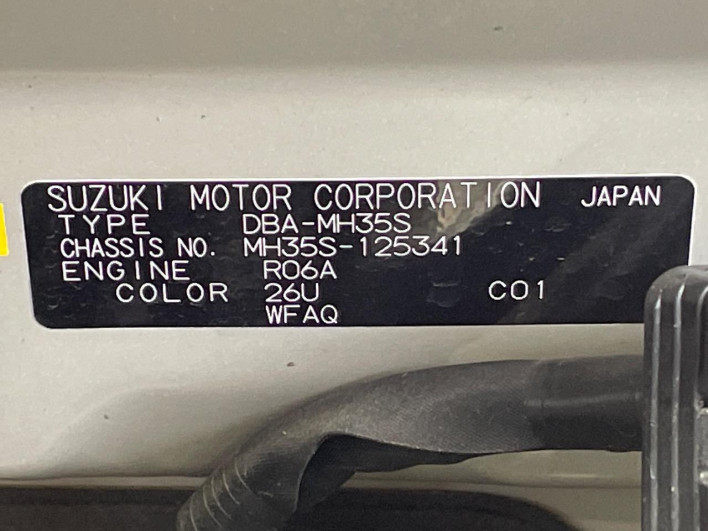 SUZUKI MOTOR CORPORATION JAPAN
TYPE DBA-MH35S
CHASSIS NO. MH35S-125341
ENGINE R06A
COLOR 26U C01
WFAQ